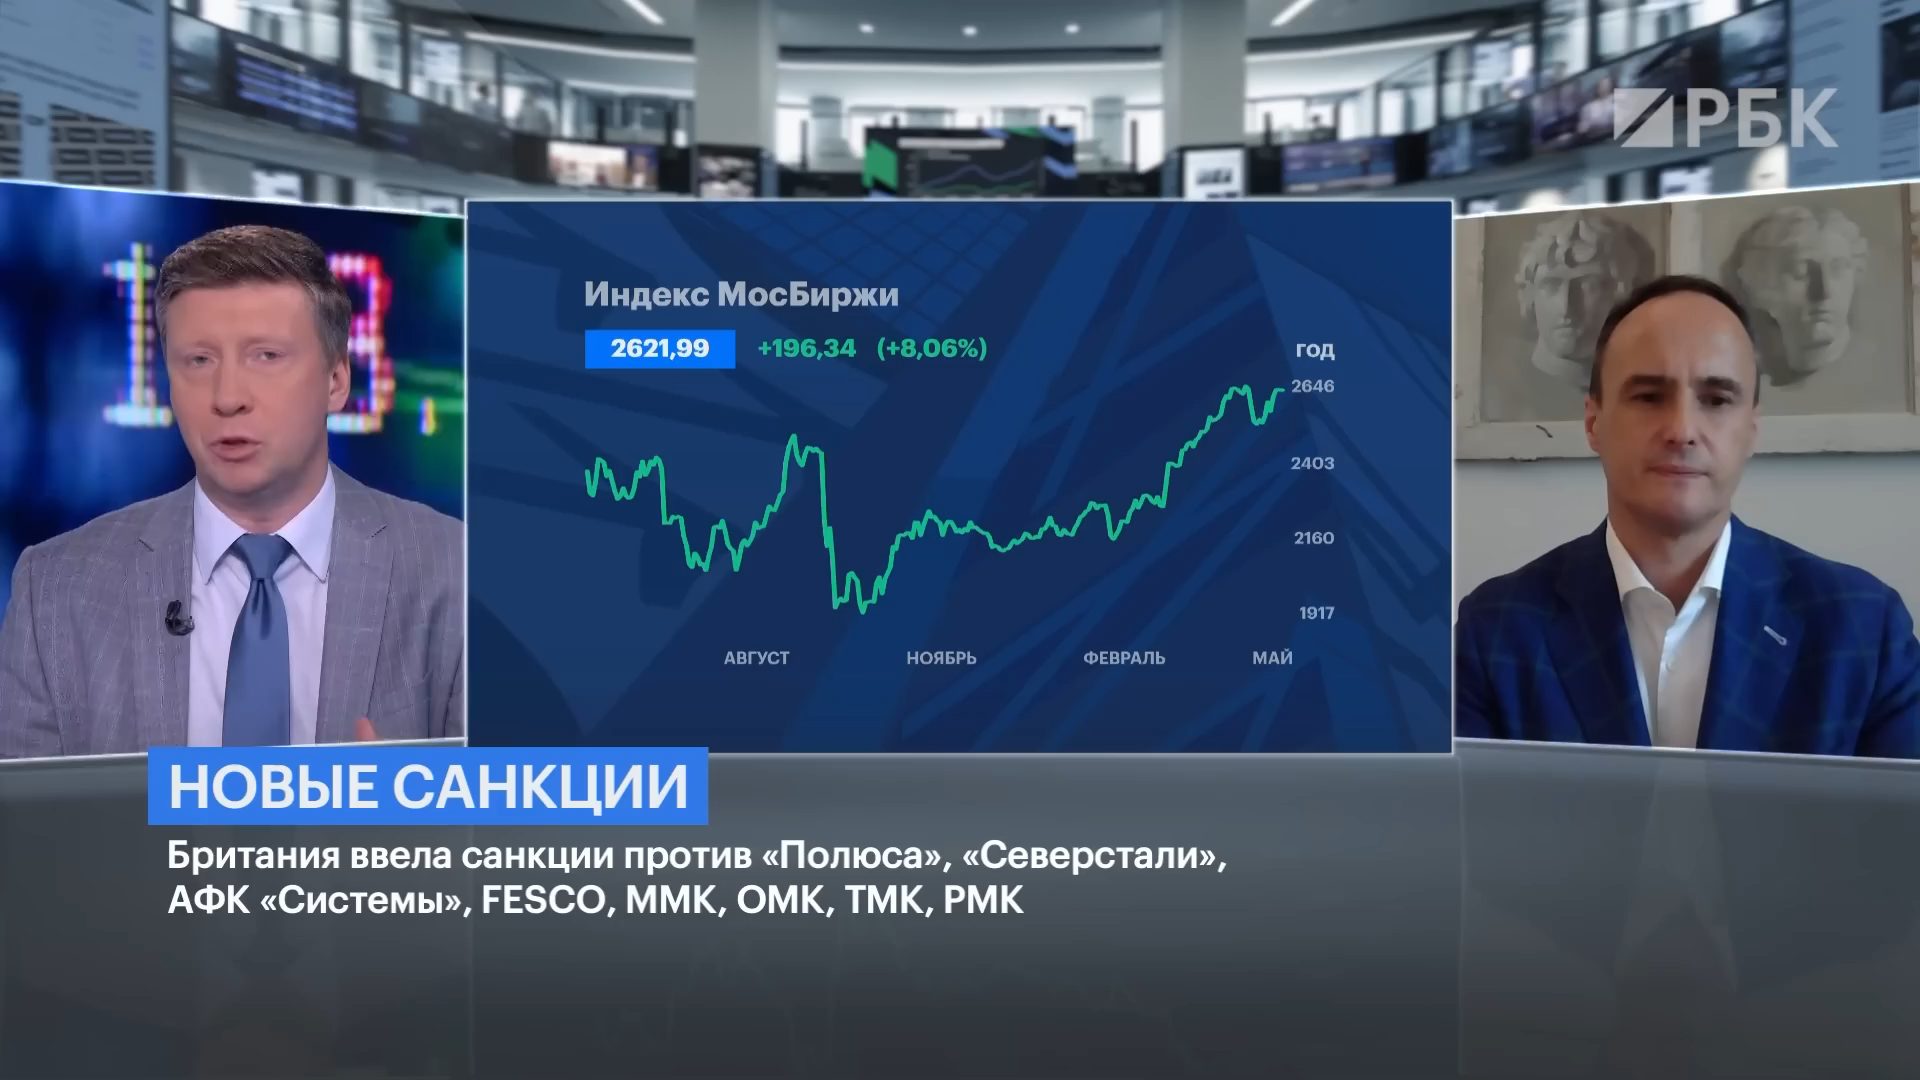 РБК
Индекс МосБиржи
2621,99 +196,34 (+8,06%)
ГОД
2646
2403
2160
1917
АВГУСТ НОЯБРЬ ФЕВРАЛЬ МАЙ
НОВЫЕ САНКЦИИ
Британия ввела санкции против «Полюса», «Северстали»,
АФК «Системы», FESCO, ММК, ОМК, ТМК, РМК